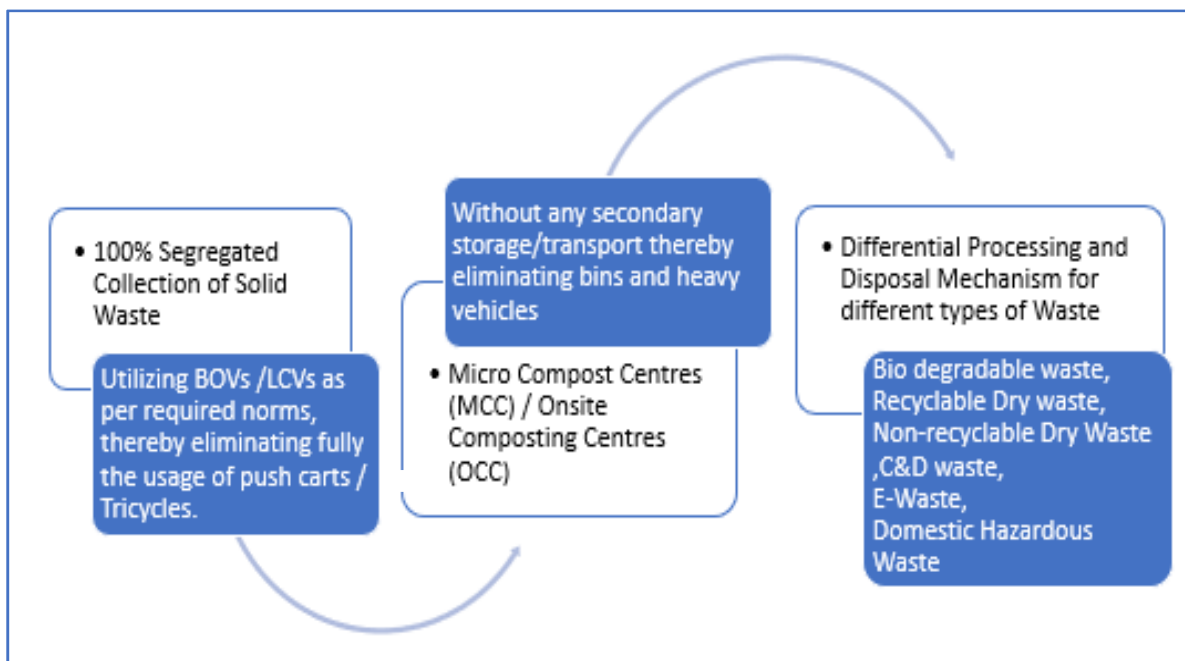 • 100% Segregated
Collection of Solid
Waste
Utilizing BOVs /LCVs as
per required norms,
thereby eliminating fully
the usage of push carts /
Tricycles.
Without any secondary
storage/transport thereby
eliminating bins and heavy
vehicles
• Micro Compost Centres
(MCC) / Onsite
Composting Centres
(OCC)
• Differential Processing and
Disposal Mechanism for
different types of Waste
Bio degradable waste,
Recyclable Dry waste,
Non-recyclable Dry Waste
,C&D waste,
E-Waste,
Domestic Hazardous
Waste